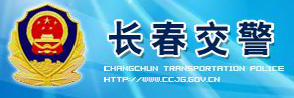 长春交警
CHANGCHUN TRANSPORTATION POLICE
HTTP://WWW.CCJG.GOV.CN